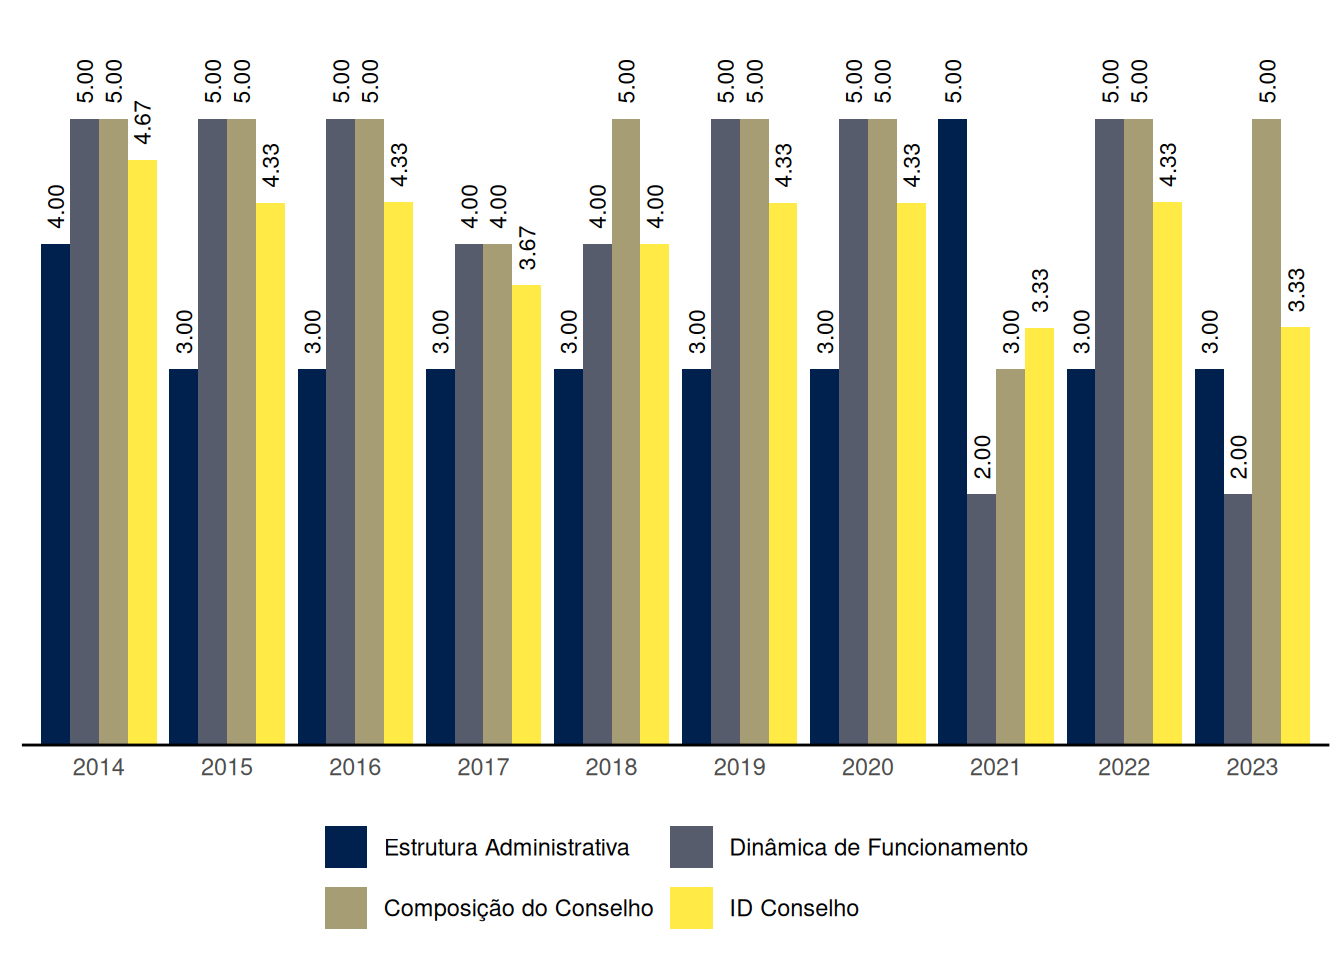 4.00 5.00 5.00 4.67
3.00 5.00 5.00 4.33
3.00 5.00 5.00 4.33
3.00 4.00 4.00 3.67
3.00 4.00 5.00 4.00
3.00 5.00 5.00 4.33
3.00 5.00 5.00 4.33
5.00 2.00 3.00 3.33
3.00 5.00 5.00 4.33
3.00 2.00 5.00 3.33
2014 2015 2016 2017 2018 2019 2020 2021 2022 2023
Estrutura Administrativa Dinâmica de Funcionamento
Composição do Conselho ID Conselho